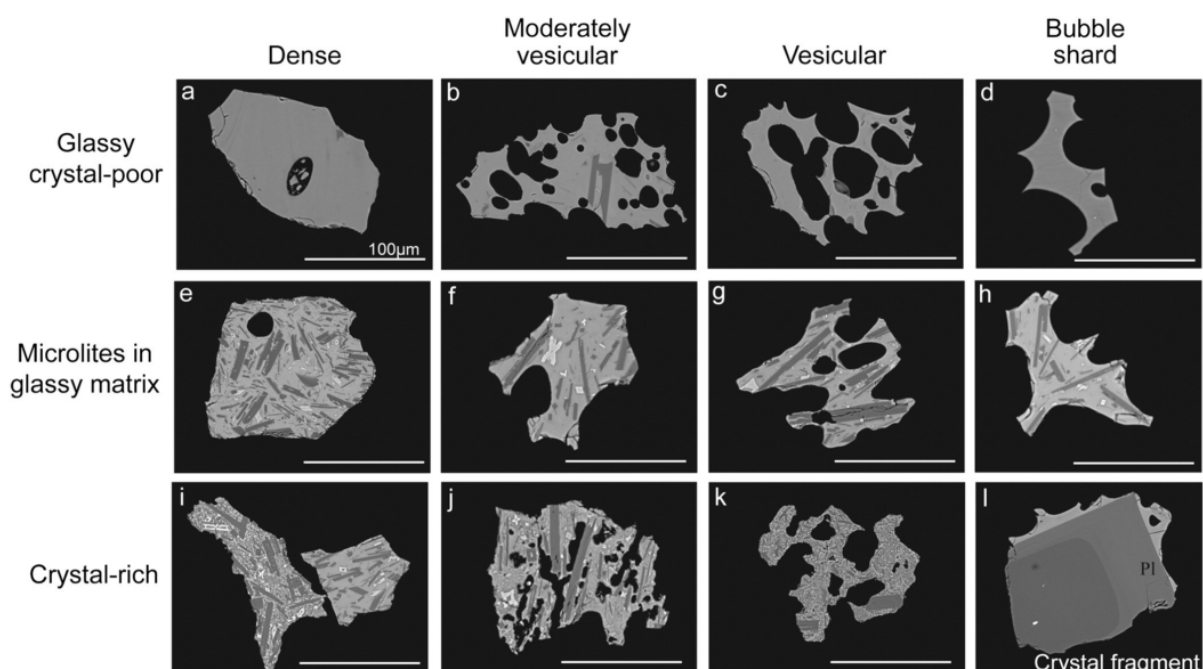 Dense
Moderately
vesicular
Vesicular
Bubble
shard
Glassy
crystal-poor
a
100µm
b
c
d
Microlites in
glassy matrix
e
f
g
h
Crystal-rich
i
j
k
l
Pl
Crystal fragment